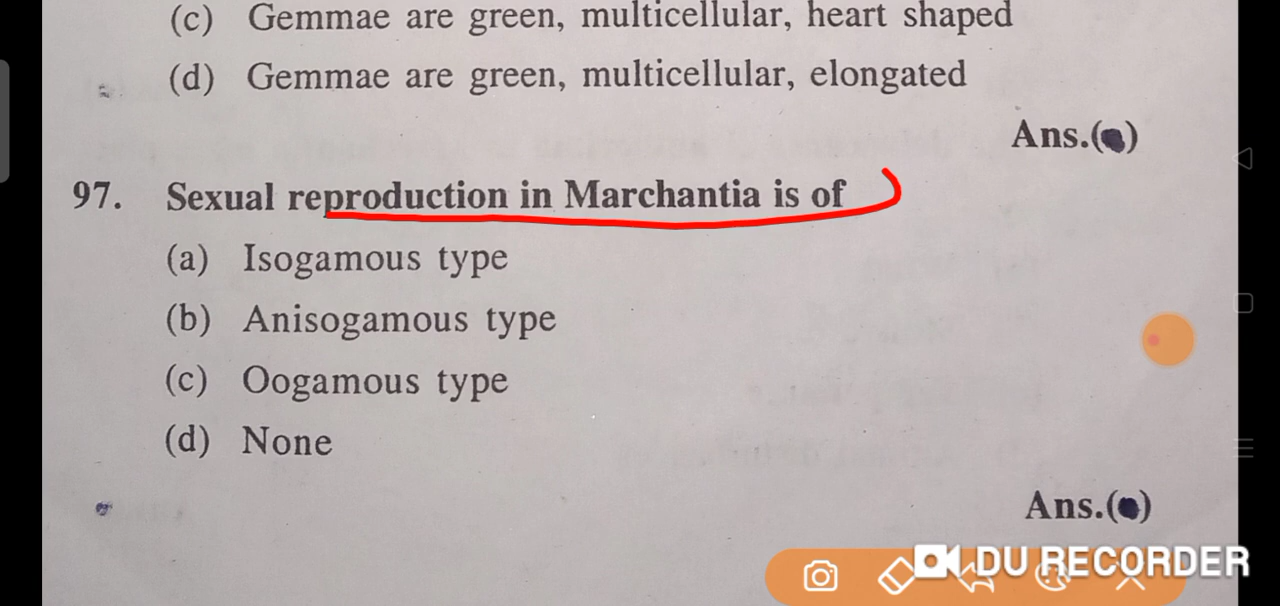 (c) Gemmae are green, multicellular, heart shaped
(d) Gemmae are green, multicellular, elongated
Ans.( )
97. Sexual reproduction in Marchantia is of
(a) Isogamous type
(b) Anisogamous type
(c) Oogamous type
(d) None
Ans.( )
DU RECORDER